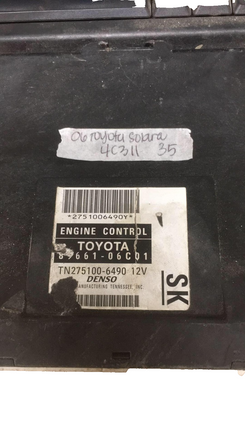 06 Toyota Solara
4C311 35
*2751006490Y*
ENGINE CONTROL
TOYOTA
89661-06C01
TN275100-6490 12V
DENSO
MANUFACTURING TENNESSEE, INC.
SK